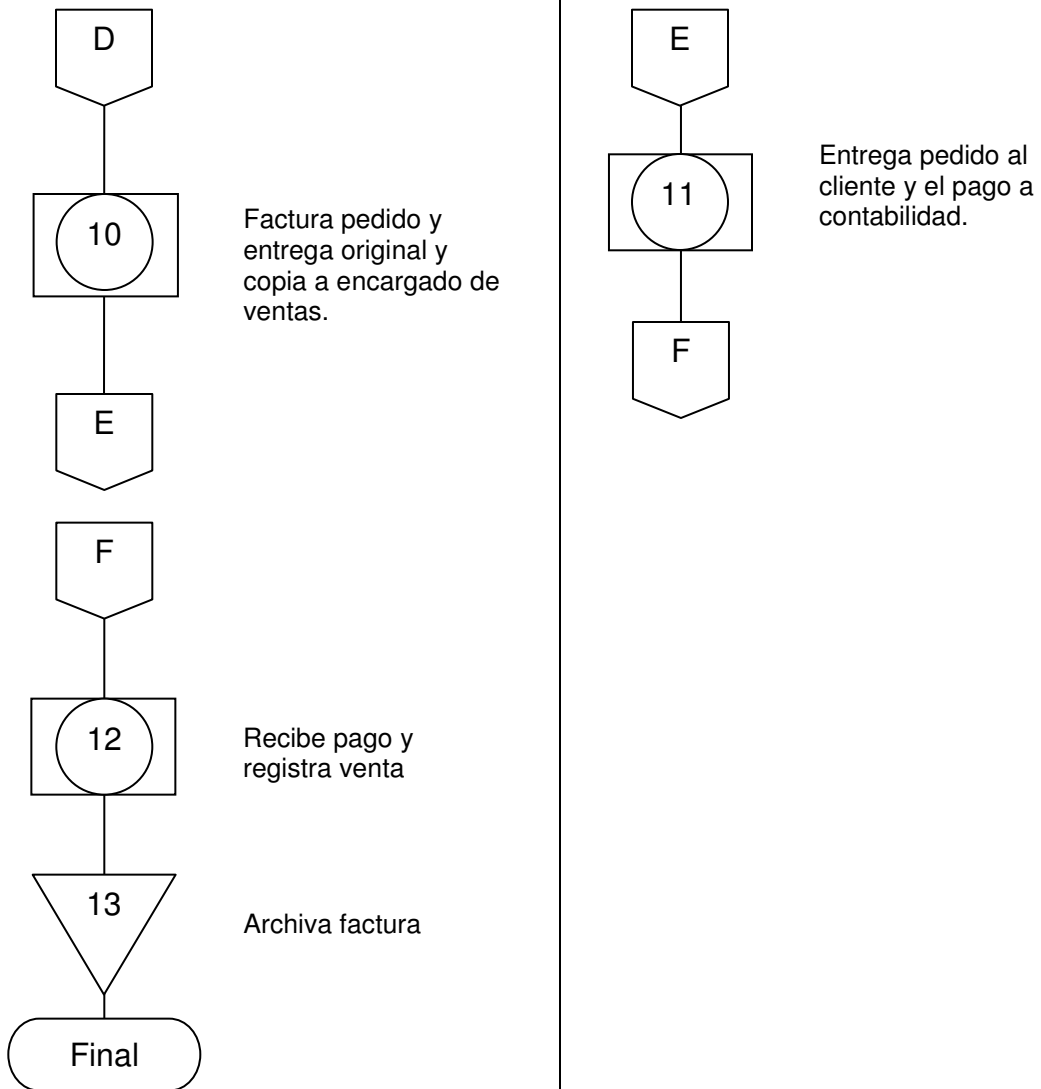 D
10
Factura pedido y
entrega original y
copia a encargado de
ventas.
E
F
12
Recibe pago y
registra venta
13
Archiva factura
Final
E
11
Entrega pedido al
cliente y el pago a
contabilidad.
F